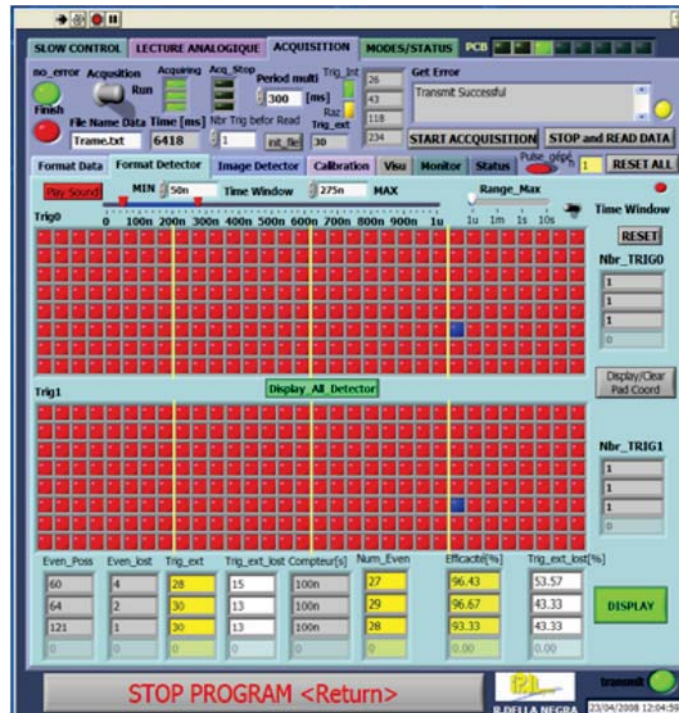 SLOW CONTROL LECTURE ANALOGIQUE ACQUISITION MODES/STATUS PCB
no_error Acqusition Acquiring Acq_Stop Period multi Trig_Int 26 Get Error
Run 300 [ms] 43 Transmit Successful
Finish Raz 118
File Name Data Time [ms] Nbr Trig befor Read Trig_ext
Trame.txt 6418 1 init_file 30 234 START ACCQUISITION STOP and READ DATA
Format Data Format Detector Image Detector Calibration Visu Monitor Status 1 RESET ALL
Play Sound MIN 50n Time Window 275n MAX Range_Max
Trig0 0 100n 200n 300n 400n 500n 600n 700n 800n 900n 1u 1u 1m 1s 10s Time Window
RESET
Nbr_TRIG0
1
1
1
0
Display/Clear
Pad Coord
Trig1 Display_All_Detector
Nbr_TRIG1
1
1
1
0
Even_Poss Even_lost Trig_ext Trig_ext_lost Compteur[s] Num_Even Efficacité[%] Trig_ext_lost[%]
60 4 28 15 100n 27 96.43 53.57
64 2 30 13 100n 29 96.67 43.33 DISPLAY
121 1 30 13 100n 28 93.33 43.33
0 0 0 0 100n 0 0.00 0.00
STOP PROGRAM <Return> transmit
R.DELLA NEGRA 23/04/2008 12:04:59